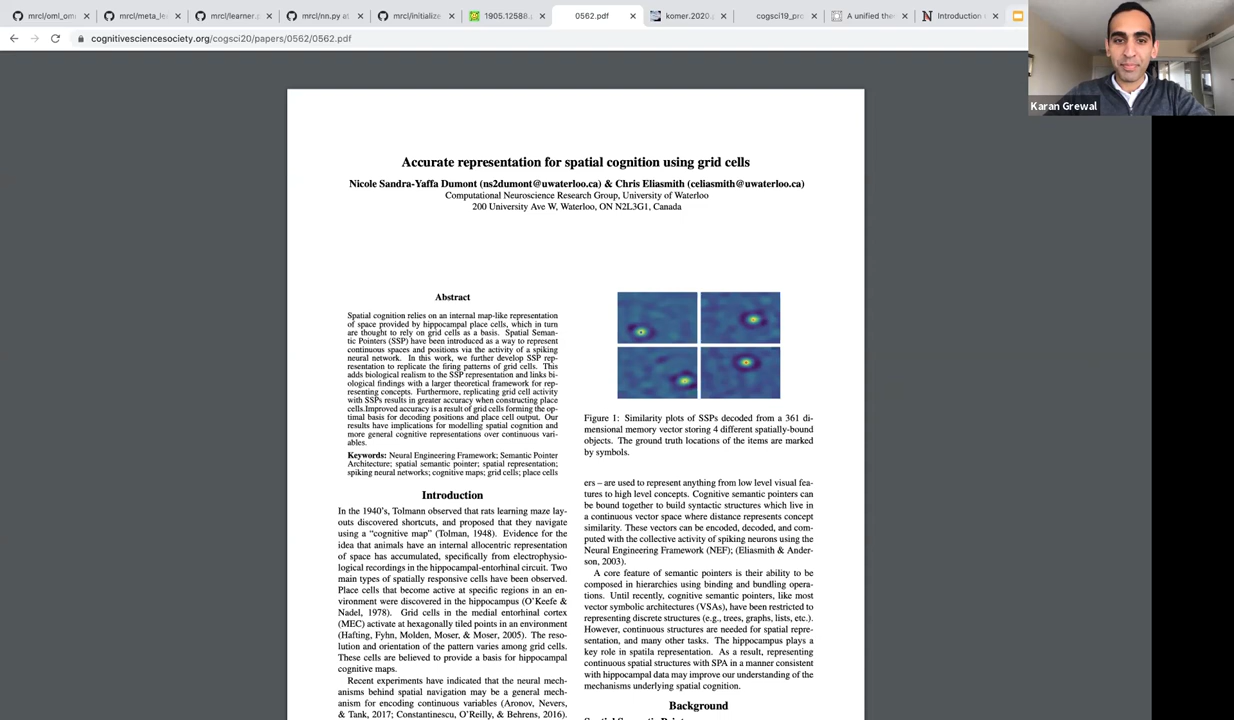 mrcl/oml_om
mrcl/meta_le
mrcl/learner.
mrcl/nn.py at
mrcl/initialize
1905.12588.
0562.pdf
komer.2020.
cogsci19_pro
A unified the
Introduction
cognitivesciencesociety.org/cogsci20/papers/0562/0562.pdf
Karan Grewal
Accurate representation for spatial cognition using grid cells
Nicole Sandra-Yaffa Dumont (ns2dumont@uwaterloo.ca) & Chris Eliasmith (celiasmith@uwaterloo.ca)
Computational Neuroscience Research Group, University of Waterloo
200 University Ave W, Waterloo, ON N2L3G1, Canada
Abstract
Spatial cognition relies on an internal map-like representation
of space provided by hippocampal place cells, which in turn
are thought to rely on grid cells as a basis. Spatial Seman-
tic Pointers (SSP) have been introduced as a way to represent
continuous spaces and positions via the activity of a spiking
neural network. In this work, we further develop SSP rep-
resentation to replicate the firing patterns of grid cells. This
adds biological realism to the SSP representation and links bi-
ological findings with a larger theoretical framework for rep-
resenting concepts. Furthermore, replicating grid cell activity
with SSPs results in greater accuracy when constructing place
cells.Improved accuracy is a result of grid cells forming the op-
timal basis for decoding positions and place cell output. Our
results have implications for modelling spatial cognition and
more general cognitive representations over continuous vari-
ables.
Keywords: Neural Engineering Framework; Semantic Pointer
Architecture; spatial semantic pointer; spatial representation;
spiking neural networks; cognitive maps; grid cells; place cells
Introduction
In the 1940's, Tolmann observed that rats learning maze lay-
outs discovered shortcuts, and proposed that they navigate
using a "cognitive map" (Tolman, 1948). Evidence for the
idea that animals have an internal allocentric representation
of space has accumulated, specifically from electrophysio-
logical recordings in the hippocampal-entorhinal circuit. Two
main types of spatially responsive cells have been observed.
Place cells that become active at specific regions in an en-
vironment were discovered in the hippocampus (O'Keefe &
Nadel, 1978). Grid cells in the medial entorhinal cortex
(MEC) activate at hexagonally tiled points in an environment
(Hafting, Fyhn, Molden, Moser, & Moser, 2005). The reso-
lution and orientation of the pattern varies among grid cells.
These cells are believed to provide a basis for hippocampal
cognitive maps.
Recent experiments have indicated that the neural mech-
anisms behind spatial navigation may be a general mech-
anism for encoding continuous variables (Aronov, Nevers,
& Tank, 2017; Constantinescu, O'Reilly, & Behrens, 2016).
Figure 1: Similarity plots of SSPs decoded from a 361 di-
mensional memory vector storing 4 different spatially-bound
objects. The ground truth locations of the items are marked
by symbols.
ers – are used to represent anything from low level visual fea-
tures to high level concepts. Cognitive semantic pointers can
be bound together to build syntactic structures which live in
a continuous vector space where distance represents concept
similarity. These vectors can be encoded, decoded, and com-
puted with the collective activity of spiking neurons using the
Neural Engineering Framework (NEF); (Eliasmith & Ander-
son, 2003).
A core feature of semantic pointers is their ability to be
composed in hierarchies using binding and bundling opera-
tions. Until recently, cognitive semantic pointers, like most
vector symbolic architectures (VSAs), have been restricted to
representing discrete structures (e.g., trees, graphs, lists, etc.).
However, continuous structures are needed for spatial repre-
sentation, and many other tasks. The hippocampus plays a
key role in spatila representation. As a result, representing
continuous spatial structures with SPA in a manner consistent
with hippocampal data may improve our understanding of the
mechanisms underlying spatial cognition.
Background